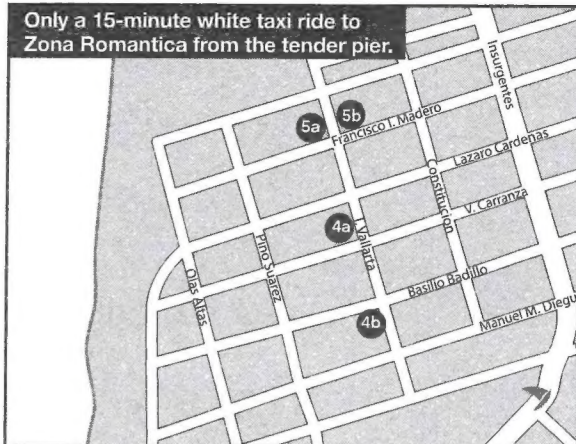 Only a 15-minute white taxi ride to
Zona Romantica from the tender pier.
Insurgentes
5a
5b
Francisco I. Madero
Lazaro Cardenas
Constitucion
4a
I. Vallarta
V. Carranza
Pino Suarez
Olas Altas
Basilio Badillo
4b
Manuel M. Diegu